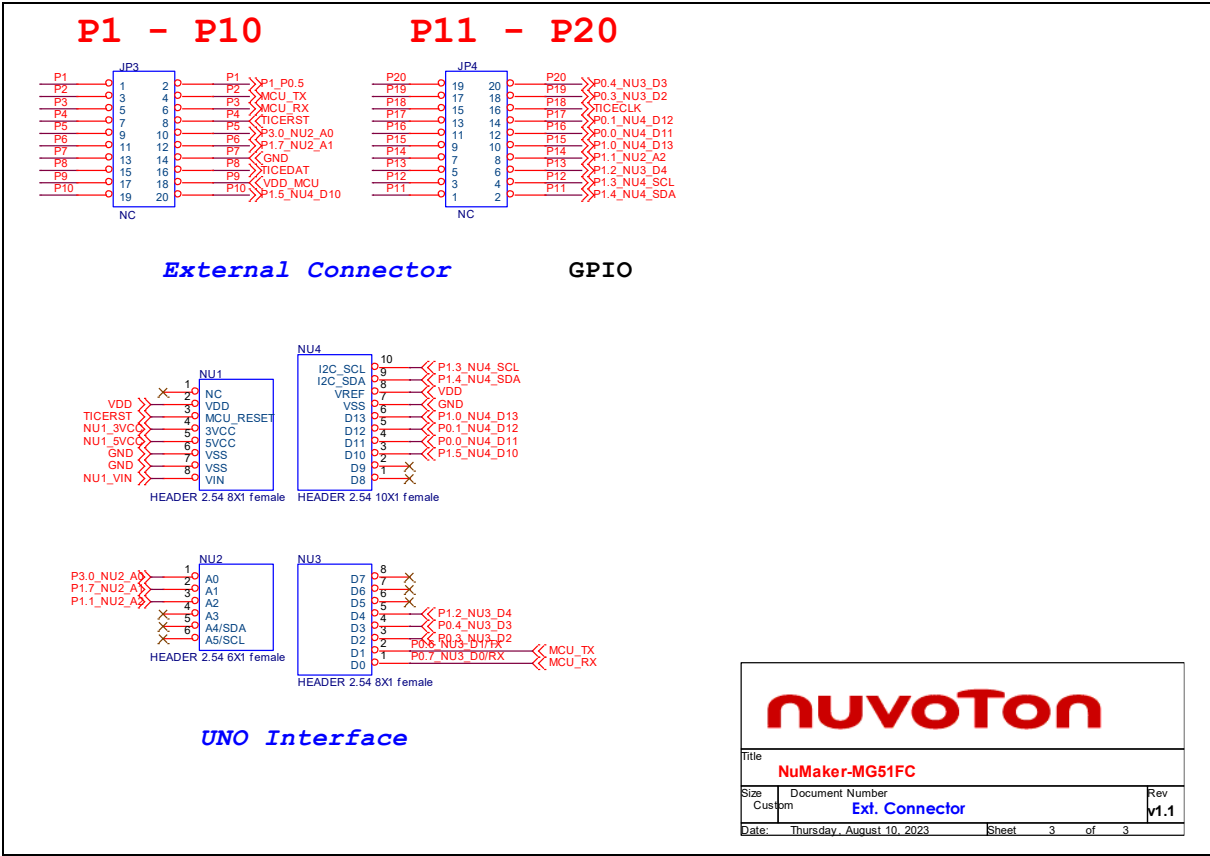 P1 - P10 P11 - P20
JP3 JP4
P1 1 2 P1 P1_P0.5 P20 19 20 P20 P0.4_NU3_D3
P2 3 4 P2 MCU_TX P19 17 18 P19 P0.3_NU3_D2
P3 5 6 P3 MCU_RX P18 15 16 P18 TICECLK
P4 7 8 P4 TICERST P17 13 14 P17 P0.1_NU4_D12
P5 9 10 P5 P3.0_NU2_A0 P16 11 12 P16 P0.0_NU4_D11
P6 11 12 P6 P1.7_NU2_A1 P15 9 10 P15 P1.0_NU4_D13
P7 13 14 P7 GND P14 7 8 P14 P1.1_NU2_A2
P8 15 16 P8 TICEDAT P13 5 6 P13 P1.2_NU3_D4
P9 17 18 P9 VDD_MCU P12 3 4 P12 P1.3_NU4_SCL
P10 19 20 P10 P1.5_NU4_D10 P11 1 2 P11 P1.4_NU4_SDA
NC NC
External Connector GPIO
NU1
1 NC
VDD 2 VDD
TICERST 3 MCU_RESET
NU1_3VCC 4 3VCC
NU1_5VCC 5 5VCC
GND 6 VSS
GND 7 VSS
NU1_VIN 8 VIN
HEADER 2.54 8X1 female
NU4
I2C_SCL 10 P1.3_NU4_SCL
I2C_SDA 9 P1.4_NU4_SDA
VREF 8 VDD
VSS 7 GND
D13 6 P1.0_NU4_D13
D12 5 P0.1_NU4_D12
D11 4 P0.0_NU4_D11
D10 3 P1.5_NU4_D10
D9 2
D8 1
HEADER 2.54 10X1 female
NU2
P3.0_NU2_A0 1 A0
P1.7_NU2_A1 2 A1
P1.1_NU2_A2 3 A2
4 A3
5 A4/SDA
6 A5/SCL
HEADER 2.54 6X1 female
NU3
D7 8
D6 7
D5 6
D4 5 P1.2_NU3_D4
D3 4 P0.4_NU3_D3
D2 3 P0.3_NU3_D2
D1 2 P0.6_NU3_D1/TX MCU_TX
D0 1 P0.7_NU3_D0/RX MCU_RX
HEADER 2.54 8X1 female
UNO Interface
nuvoTon
Title
NuMaker-MG51FC
Size Document Number Rev
Custom Ext. Connector v1.1
Date: Thursday, August 10, 2023 Sheet 3 of 3